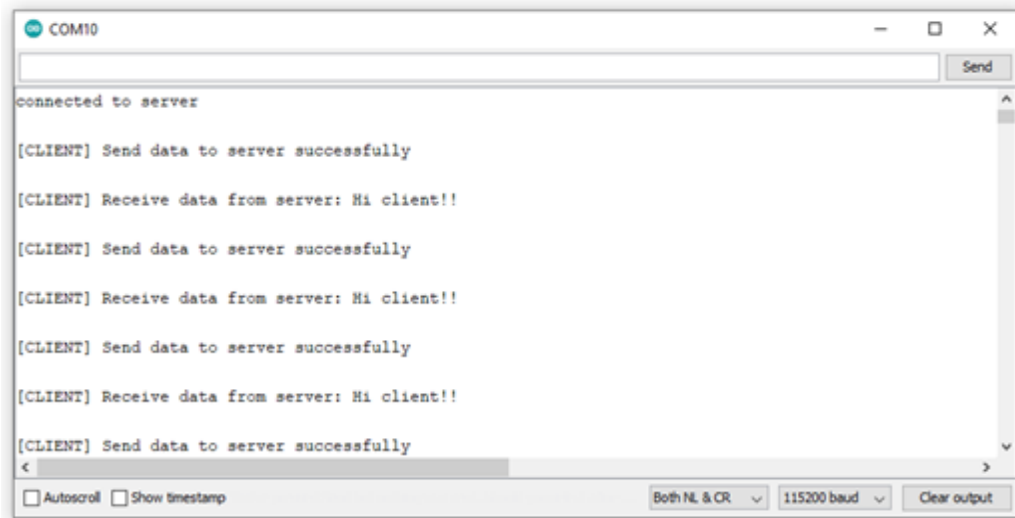 COM10
Send
connected to server
[CLIENT] Send data to server successfully
[CLIENT] Receive data from server: Hi client!!
[CLIENT] Send data to server successfully
[CLIENT] Receive data from server: Hi client!!
[CLIENT] Send data to server successfully
[CLIENT] Receive data from server: Hi client!!
[CLIENT] Send data to server successfully
Autoscroll Show timestamp Both NL & CR 115200 baud Clear output